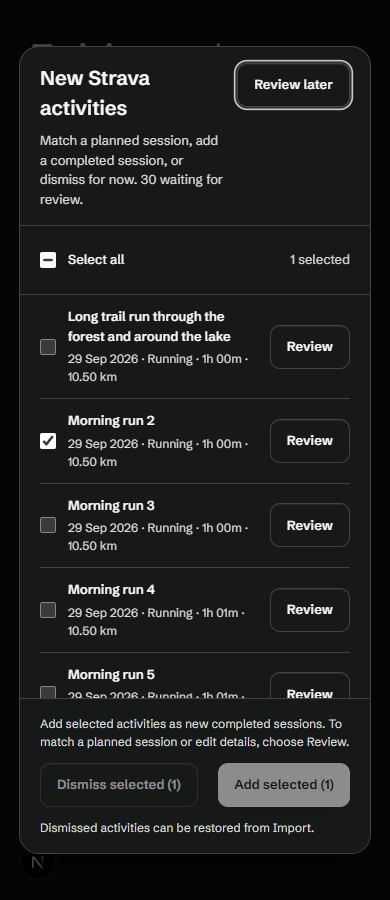 New Strava
activities
Review later
Match a planned session, add
a completed session, or
dismiss for now. 30 waiting for
review.
Select all
1 selected
Long trail run through the
forest and around the lake
29 Sep 2026 · Running · 1h 00m ·
10.50 km
Review
Morning run 2
29 Sep 2026 · Running · 1h 00m ·
10.50 km
Review
Morning run 3
29 Sep 2026 · Running · 1h 00m ·
10.50 km
Review
Morning run 4
29 Sep 2026 · Running · 1h 01m ·
10.50 km
Review
Morning run 5
29 Sep 2026 · Running · 1h 01m ·
Review
Add selected activities as new completed sessions. To
match a planned session or edit details, choose Review.
Dismiss selected (1)
Add selected (1)
Dismissed activities can be restored from Import.
N